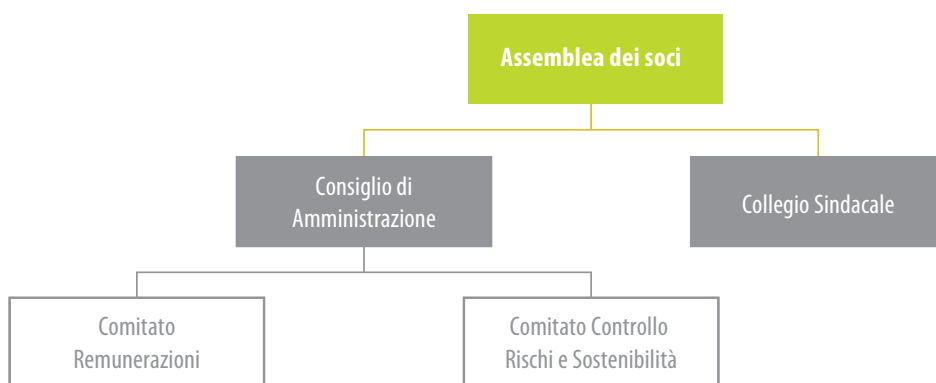 Assemblea dei soci
Consiglio di
Amministrazione
Collegio Sindacale
Comitato
Remunerazioni
Comitato Controllo
Rischi e Sostenibilità